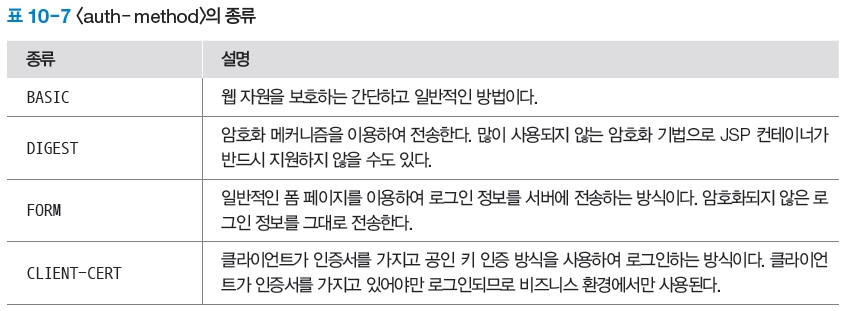 표 10-7 <auth-method>의 종류
종류 설명
BASIC 웹 자원을 보호하는 간단하고 일반적인 방법이다.
DIGEST 암호화 메커니즘을 이용하여 전송한다. 많이 사용되지 않는 암호화 기법으로 JSP 컨테이너가
반드시 지원하지 않을 수도 있다.
FORM 일반적인 폼 페이지를 이용하여 로그인 정보를 서버에 전송하는 방식이다. 암호화되지 않은 로
그인 정보를 그대로 전송한다.
CLIENT-CERT 클라이언트가 인증서를 가지고 공인 키 인증 방식을 사용하여 로그인하는 방식이다. 클라이언
트가 인증서를 가지고 있어야만 로그인되므로 비즈니스 환경에서만 사용된다.